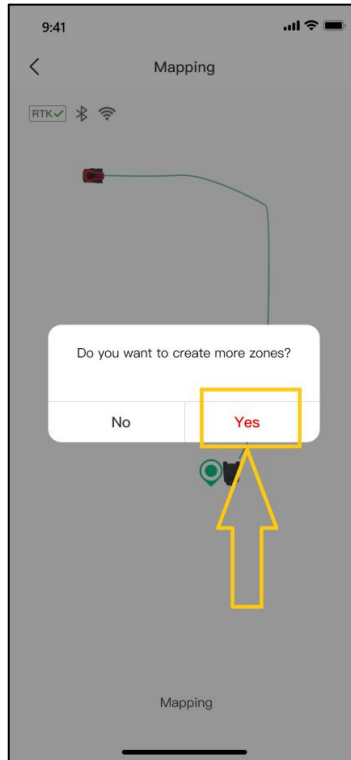 9:41
Mapping
RTK
Do you want to create more zones?
No
Yes
Mapping